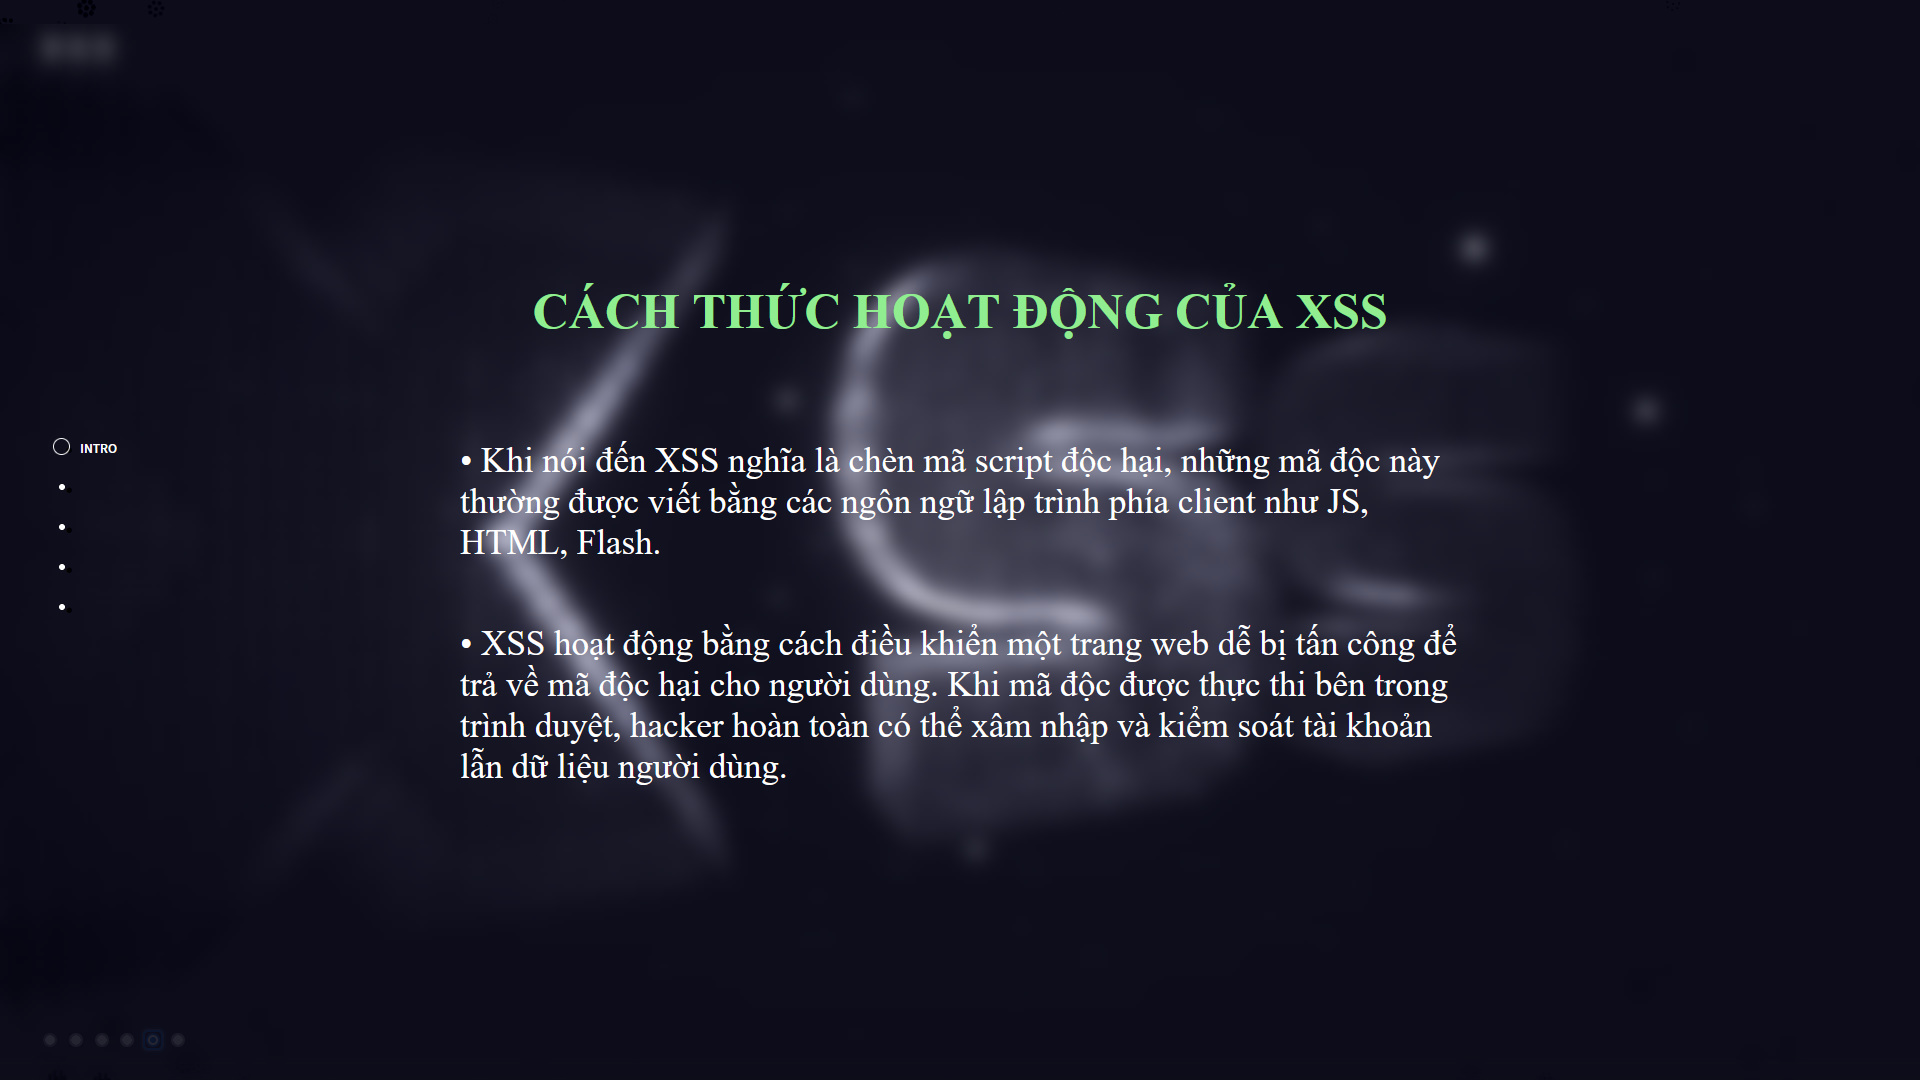 CÁCH THỨC HOẠT ĐỘNG CỦA XSS
INTRO
• Khi nói đến XSS nghĩa là chèn mã script độc hại, những mã độc này
thường được viết bằng các ngôn ngữ lập trình phía client như JS,
HTML, Flash.
• XSS hoạt động bằng cách điều khiển một trang web dễ bị tấn công để
trả về mã độc hại cho người dùng. Khi mã độc được thực thi bên trong
trình duyệt, hacker hoàn toàn có thể xâm nhập và kiểm soát tài khoản
lẫn dữ liệu người dùng.